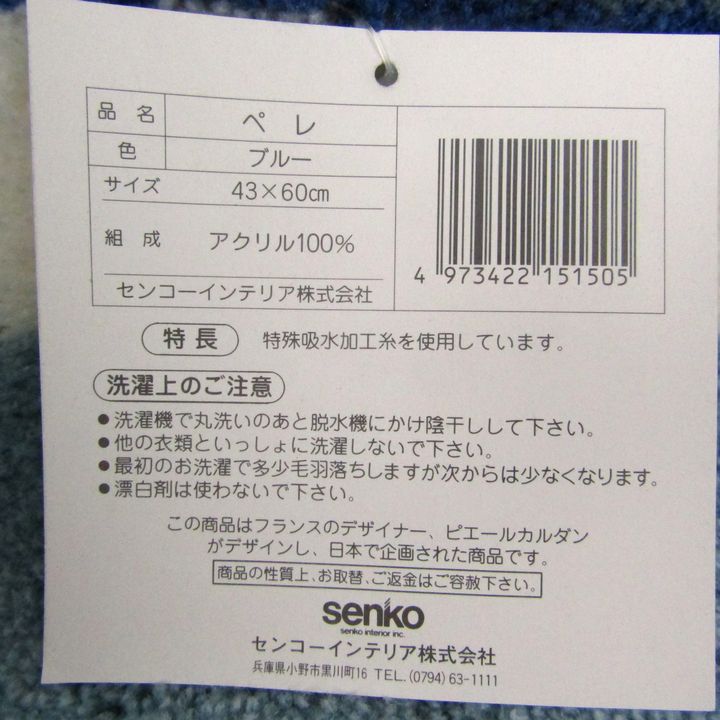 品名 ペレ
色 ブルー
サイズ 43×60cm
組成 アクリル100%
センコーインテリア株式会社
4 973422 151505
特長 特殊吸水加工糸を使用しています。
洗濯上のご注意
●洗濯機で丸洗いのあと脱水機にかけ陰干しして下さい。
●他の衣類といっしょに洗濯しないで下さい。
●最初のお洗濯で多少毛羽落ちしますが次からは少なくなります。
●漂白剤は使わないで下さい。
この商品はフランスのデザイナー、ピエールカルダン
がデザインし、日本で企画された商品です。
商品の性質上、お取替、ご返金はご容赦下さい。
senko
senko interior inc.
センコーインテリア株式会社
兵庫県小野市黒川町16 TEL.(0794)63-1111